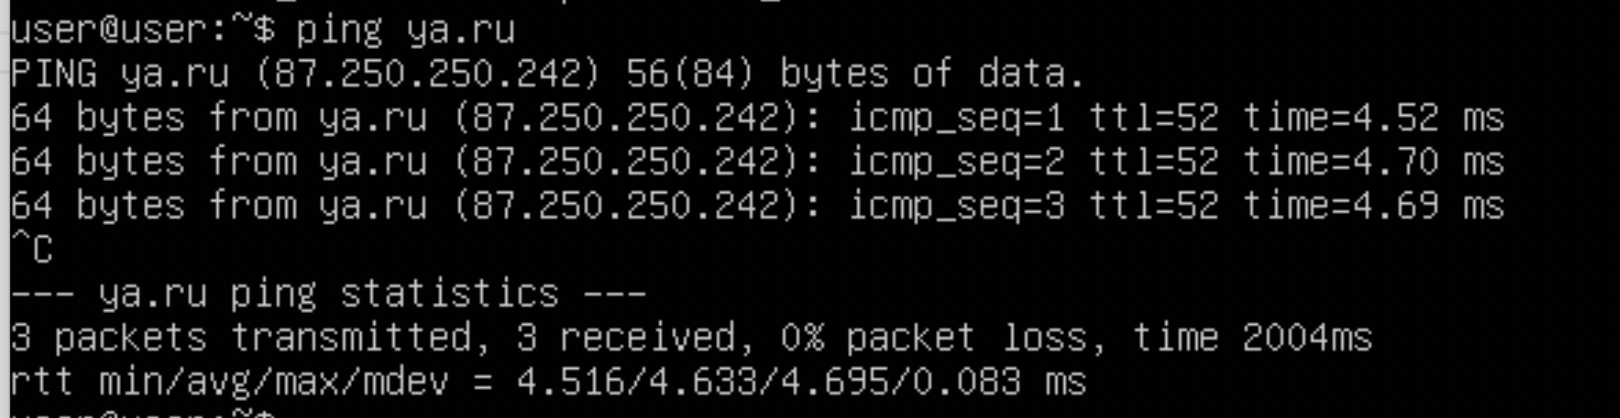 user@user:~$ ping ya.ru
PING ya.ru (87.250.250.242) 56(84) bytes of data.
64 bytes from ya.ru (87.250.250.242): icmp_seq=1 ttl=52 time=4.52 ms
64 bytes from ya.ru (87.250.250.242): icmp_seq=2 ttl=52 time=4.70 ms
64 bytes from ya.ru (87.250.250.242): icmp_seq=3 ttl=52 time=4.69 ms
^C
--- ya.ru ping statistics ---
3 packets transmitted, 3 received, 0% packet loss, time 2004ms
rtt min/avg/max/mdev = 4.516/4.633/4.695/0.083 ms
user@user:~$